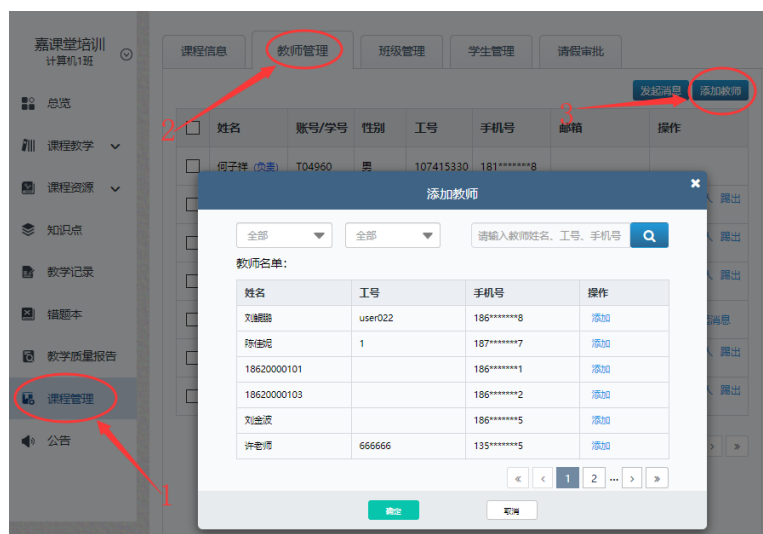 嘉课堂培训
计算机1班
总览
课程教学
课程资源
知识点
教学记录
错题本
教学质量报告
课程管理
公告
1
课程信息 教师管理 班级管理 学生管理 请假审批
2
3
发起消息 添加教师
姓名 账号/学号 性别 工号 手机号 邮箱 操作
何子祥 (负责) T04960 男 107415330 181*******8
踢出
踢出
踢出
消息
踢出
踢出
添加教师
全部 全部 请输入教师姓名、工号、手机号
教师名单:
姓名 工号 手机号 操作
刘鲲鹏 user022 186*******8 添加
陈佳妮 1 187*******7 添加
18620000101 186*******1 添加
18620000103 186*******2 添加
刘金波 186*******5 添加
许老师 666666 135*******5 添加
« ‹ 1 2 ... › »
确定 取消
› »